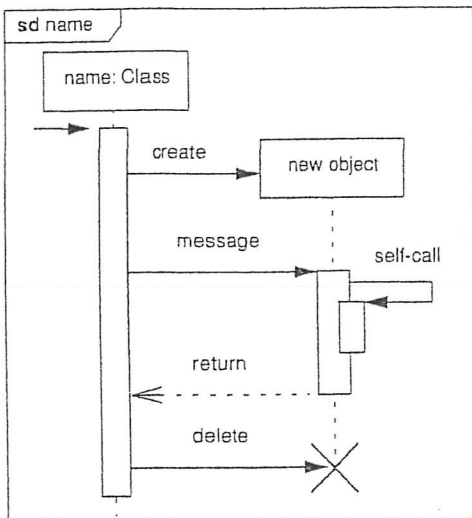 sd name
name: Class
create
new object
message
self-call
return
delete